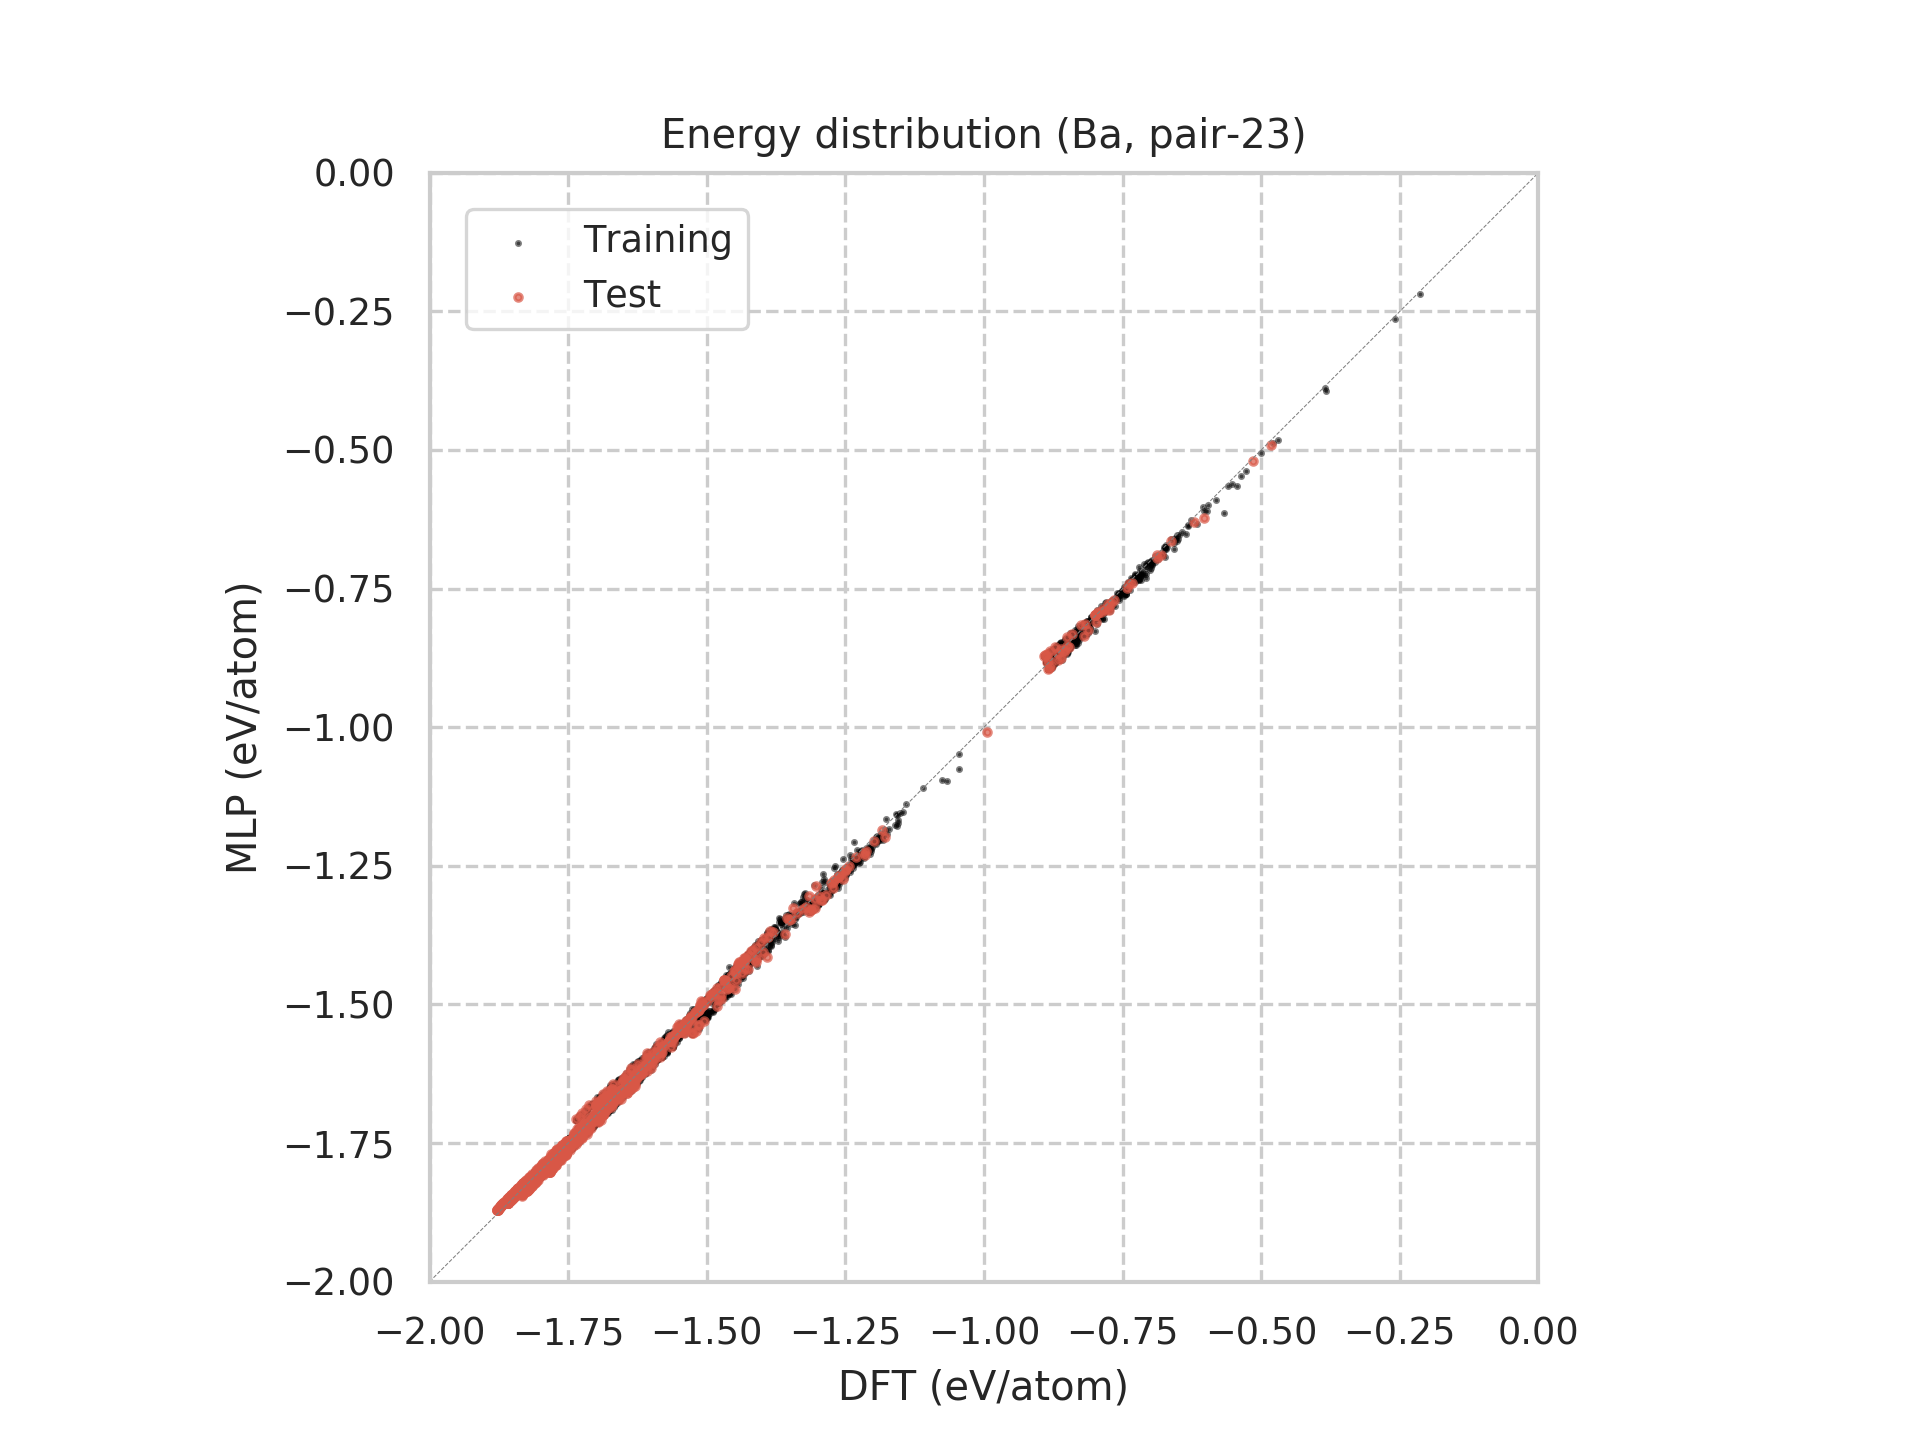 Energy distribution (Ba, pair-23)
Training
Test
MLP (eV/atom)
0.00
−0.25
−0.50
−0.75
−1.00
−1.25
−1.50
−1.75
−2.00
−2.00 −1.75 −1.50 −1.25 −1.00 −0.75 −0.50 −0.25 0.00
DFT (eV/atom)